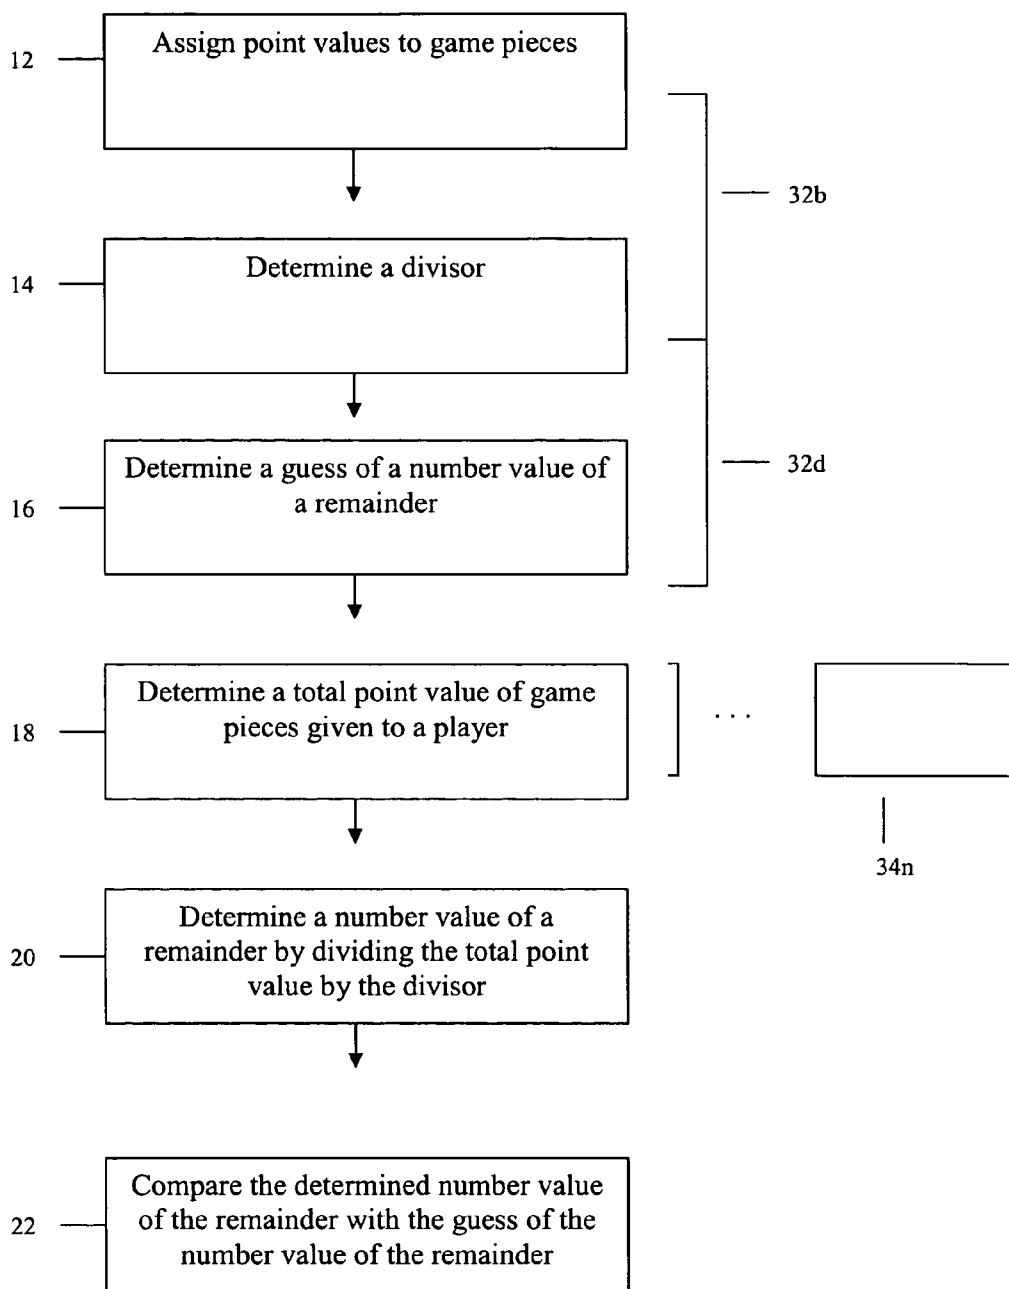 12
Assign point values to game pieces
32b
14
Determine a divisor
32d
16
Determine a guess of a number value of
a remainder
18
Determine a total point value of game
pieces given to a player
. . .
34n
20
Determine a number value of a
remainder by dividing the total point
value by the divisor
22
Compare the determined number value
of the remainder with the guess of the
number value of the remainder